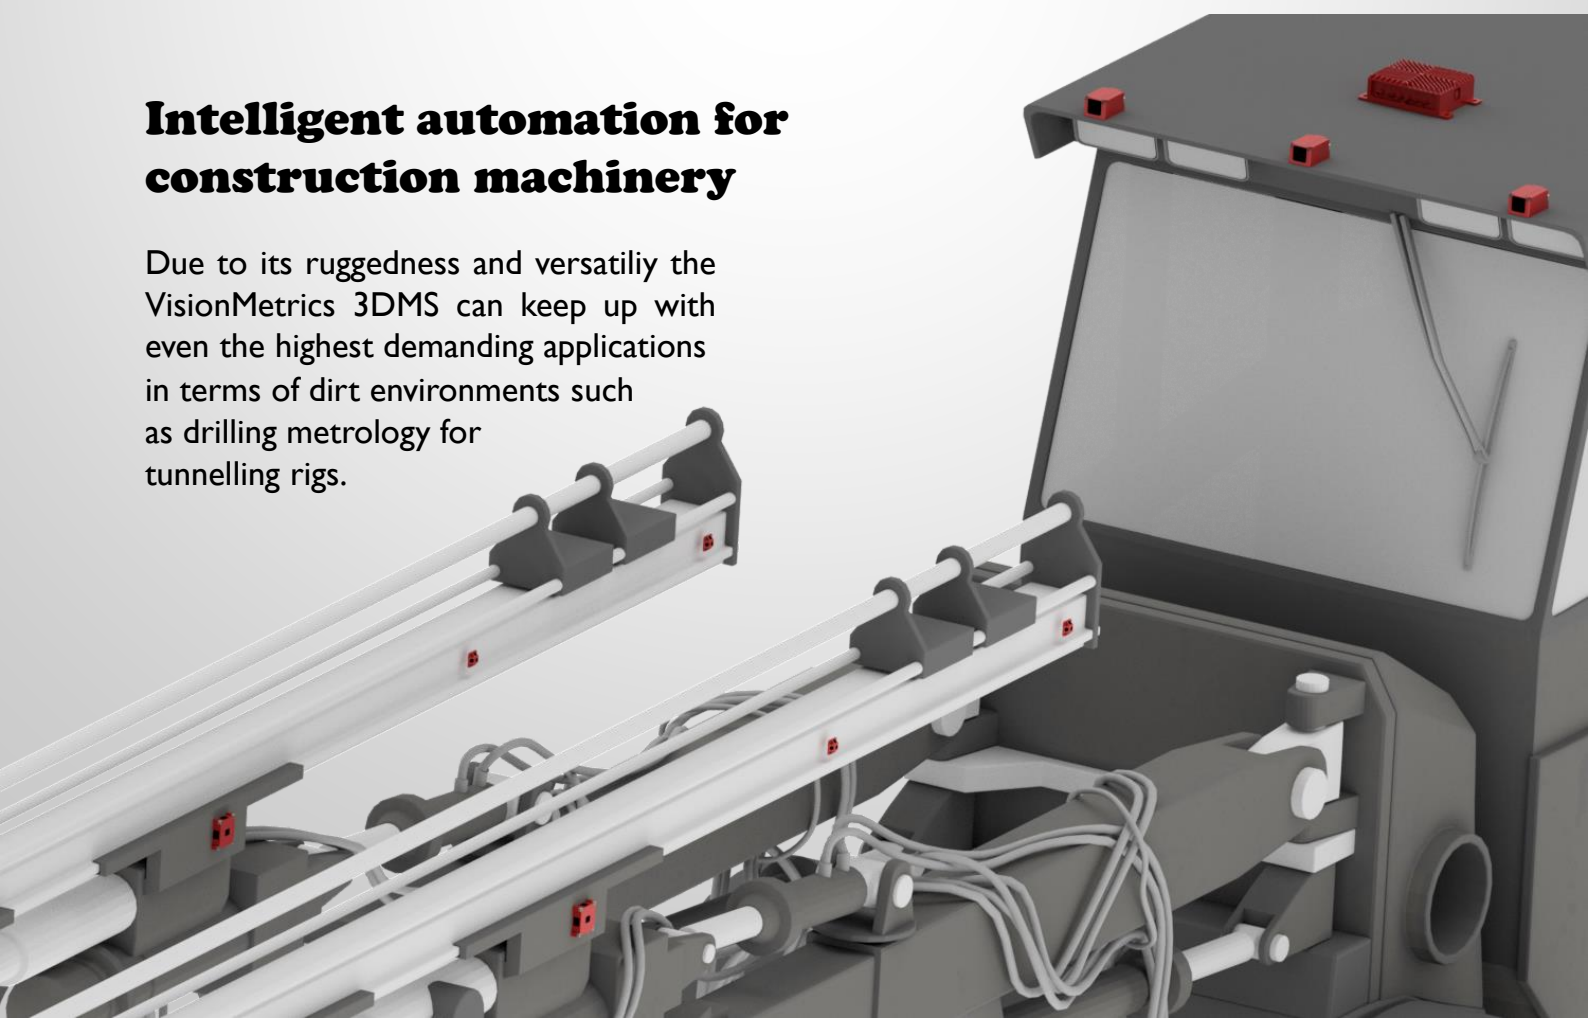 Intelligent automation for
construction machinery
Due to its ruggedness and versatiliy the
VisionMetrics 3DMS can keep up with
even the highest demanding applications
in terms of dirt environments such
as drilling metrology for
tunnelling rigs.